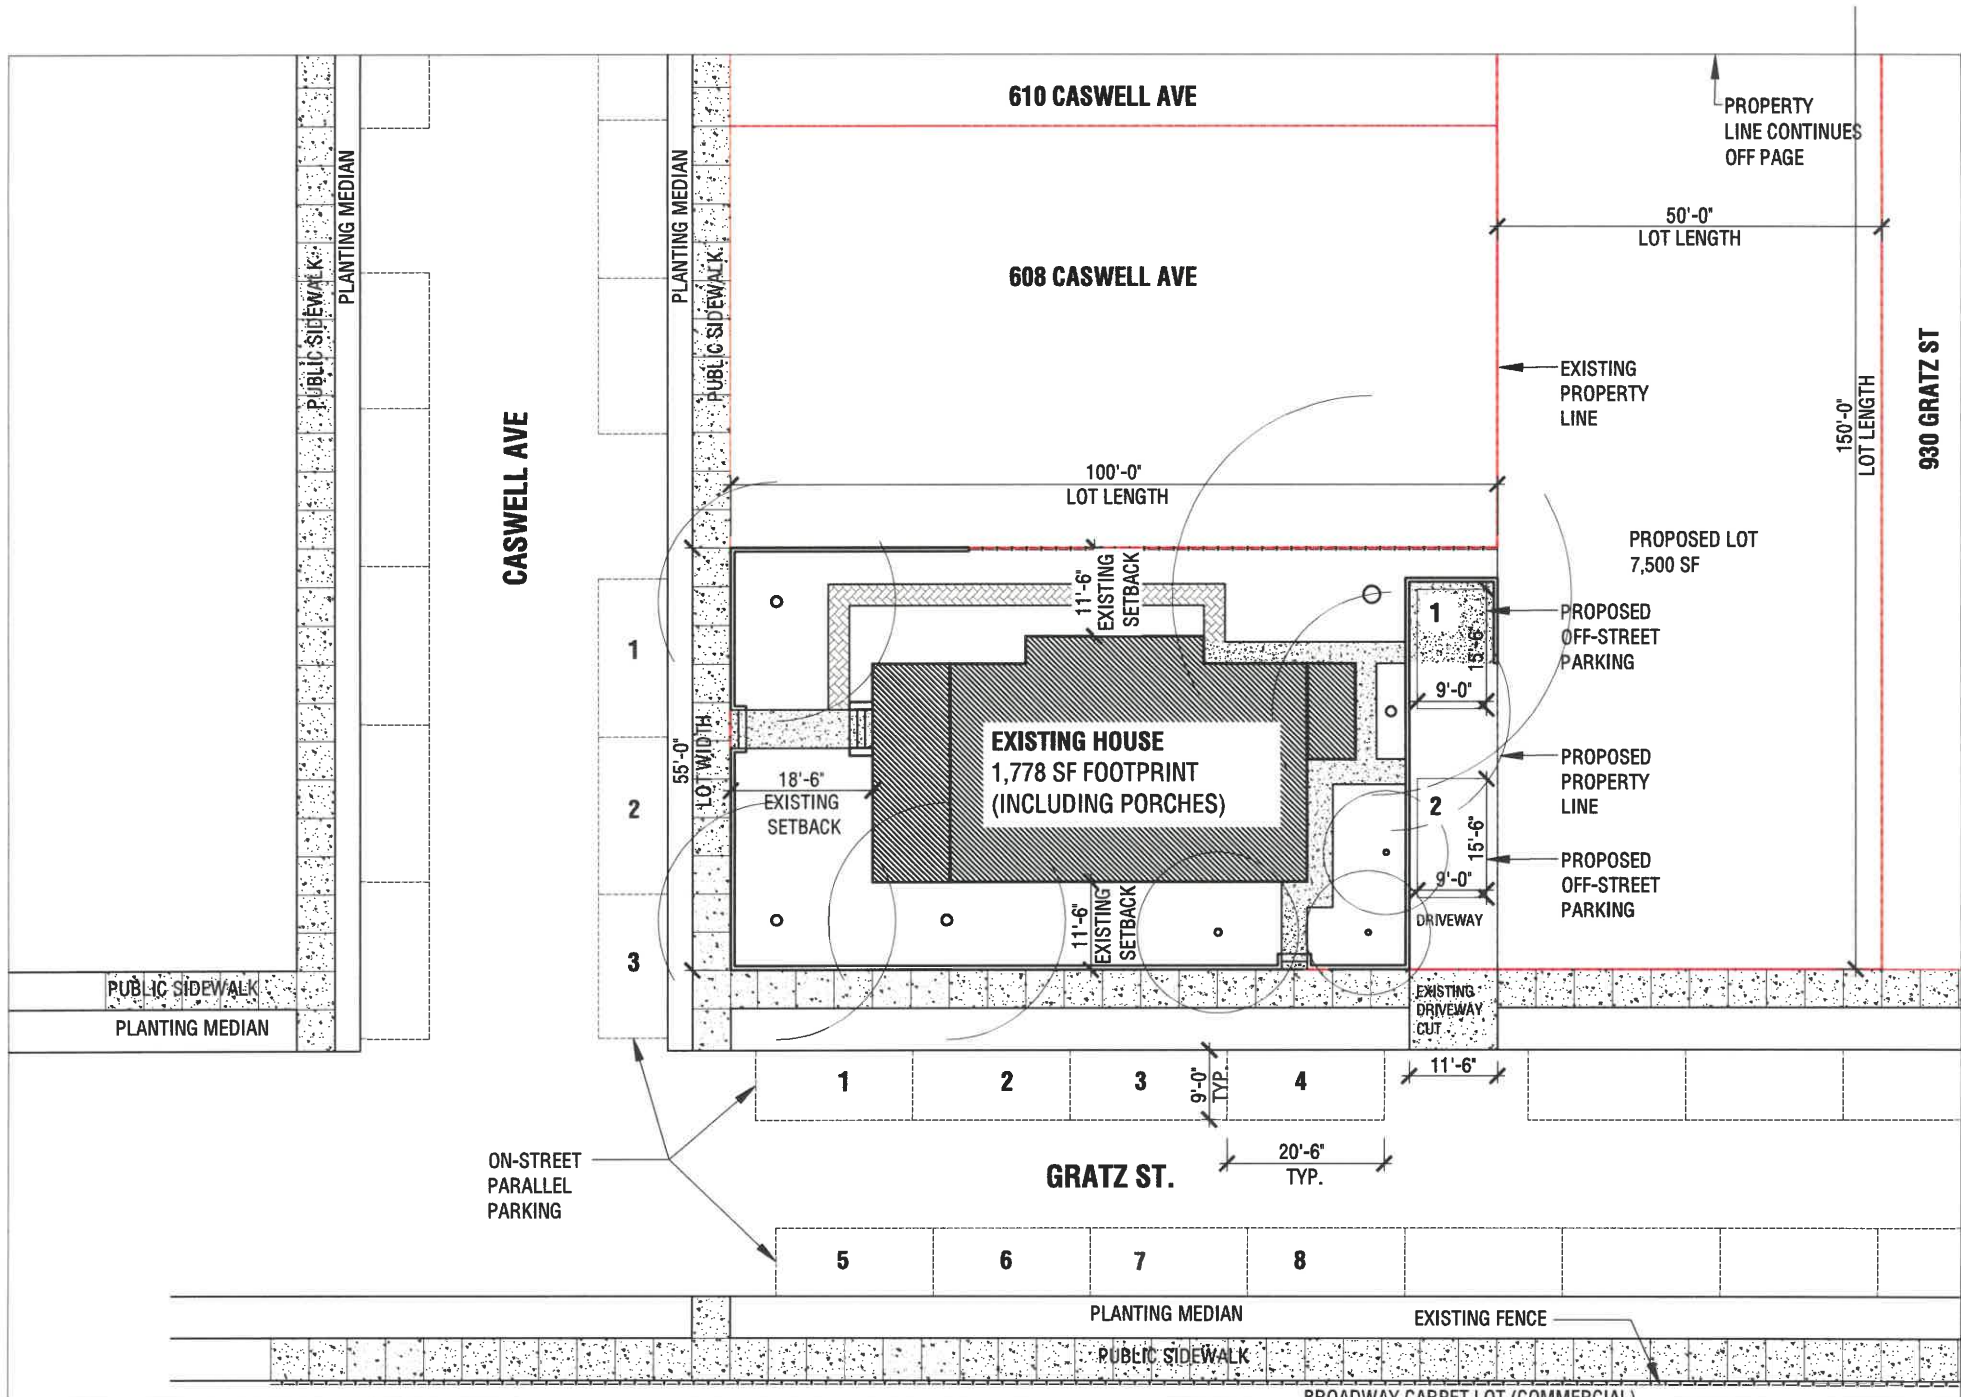 610 CASWELL AVE
PROPERTY
LINE CONTINUES
OFF PAGE
PLANTING MEDIAN
PUBLIC SIDEWALK
PLANTING MEDIAN
PUBLIC SIDEWALK
50'-0"
LOT LENGTH
608 CASWELL AVE
930 GRATZ ST
EXISTING
PROPERTY
LINE
150'-0"
LOT LENGTH
CASWELL AVE
100'-0"
LOT LENGTH
PROPOSED LOT
7,500 SF
11'-6"
EXISTING
SETBACK
1
15'-6"
9'-0"
PROPOSED
OFF-STREET
PARKING
1
2
3
55'-0"
LOT WIDTH
18'-6"
EXISTING
SETBACK
EXISTING HOUSE
1,778 SF FOOTPRINT
(INCLUDING PORCHES)
PROPOSED
PROPERTY
LINE
2
15'-6"
9'-0"
PROPOSED
OFF-STREET
PARKING
DRIVEWAY
11'-6"
EXISTING
SETBACK
PUBLIC SIDEWALK
PLANTING MEDIAN
EXISTING
DRIVEWAY
CUT
11'-6"
1
2
3
4
9'-0"
TYP.
20'-6"
TYP.
ON-STREET
PARALLEL
PARKING
GRATZ ST.
5
6
7
8
PLANTING MEDIAN
EXISTING FENCE
PUBLIC SIDEWALK
BROADWAY CARPET LOT (COMMERCIAL)